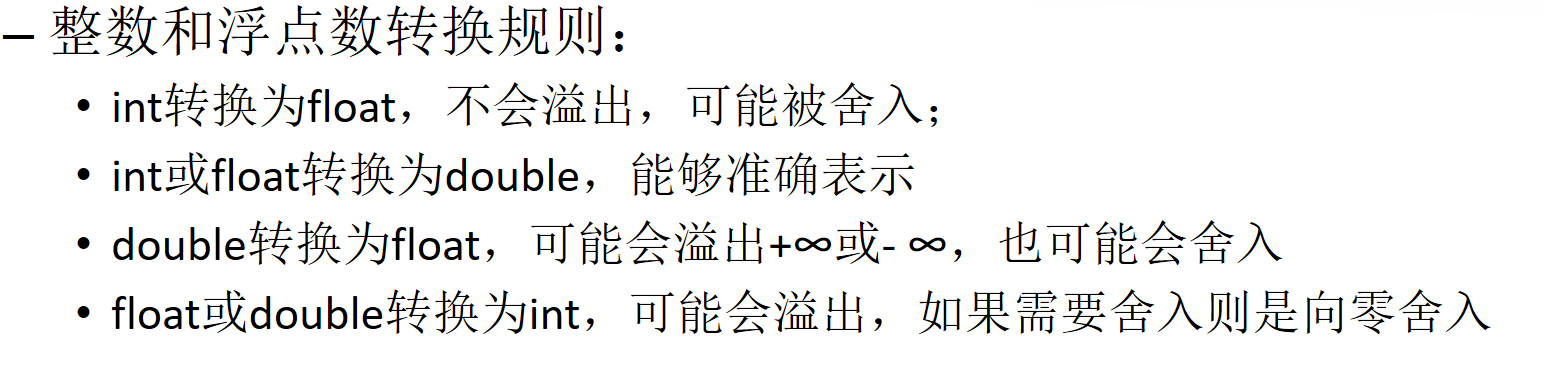 – 整数和浮点数转换规则：
• int转换为float，不会溢出，可能被舍入；
• int或float转换为double，能够准确表示
• double转换为float，可能会溢出+∞或- ∞，也可能会舍入
• float或double转换为int，可能会溢出，如果需要舍入则是向零舍入